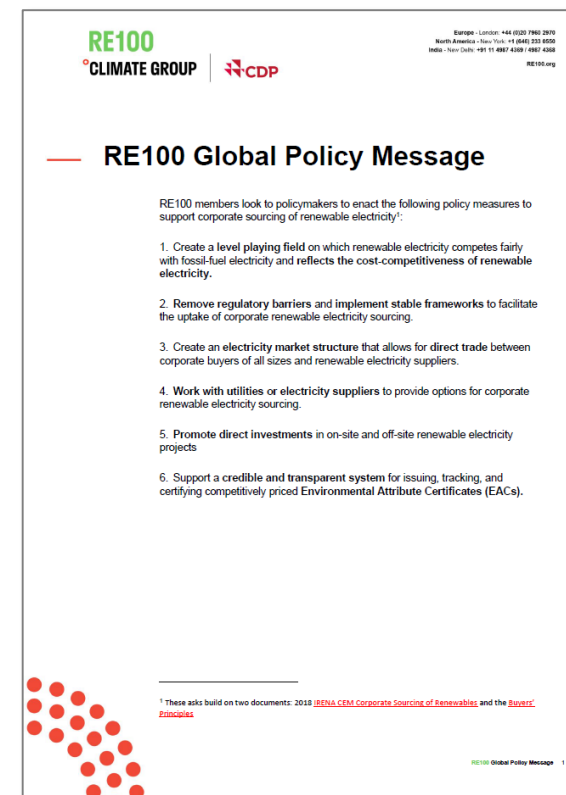 RE100
°CLIMATE GROUP
CDP
Europe - London: +44 (0)20 7960 2970
North America - New York: +1 (646) 233 0550
India - New Delhi: +91 11 4987 4369 / 4987 4368
RE100.org
RE100 Global Policy Message
RE100 members look to policymakers to enact the following policy measures to
support corporate sourcing of renewable electricity¹:
1. Create a level playing field on which renewable electricity competes fairly
with fossil-fuel electricity and reflects the cost-competitiveness of renewable
electricity.
2. Remove regulatory barriers and implement stable frameworks to facilitate
the uptake of corporate renewable electricity sourcing.
3. Create an electricity market structure that allows for direct trade between
corporate buyers of all sizes and renewable electricity suppliers.
4. Work with utilities or electricity suppliers to provide options for corporate
renewable electricity sourcing.
5. Promote direct investments in on-site and off-site renewable electricity
projects
6. Support a credible and transparent system for issuing, tracking, and
certifying competitively priced Environmental Attribute Certificates (EACs).
¹ These asks build on two documents: 2018 IRENA CEM Corporate Sourcing of Renewables and the Buyers'
Principles
RE100 Global Policy Message 1